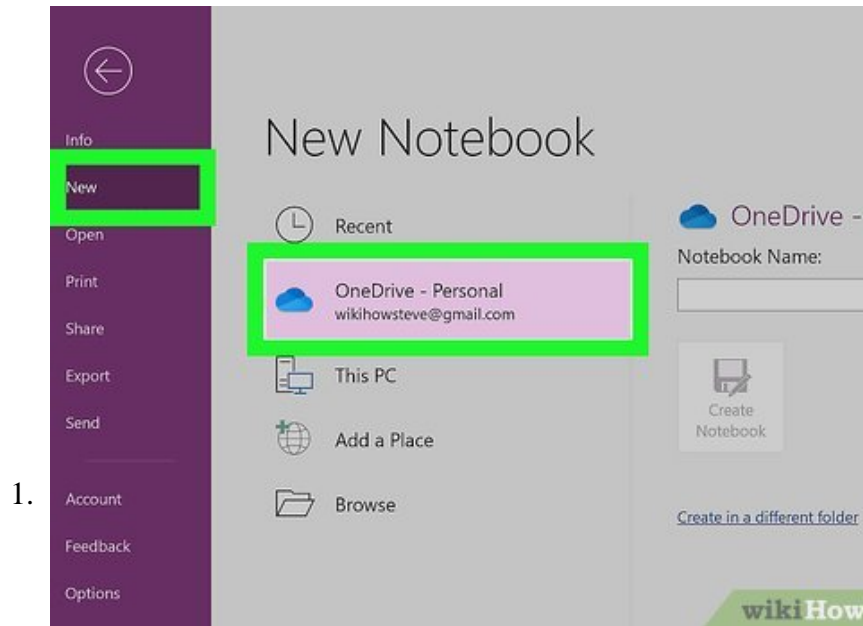 New Notebook
Info
New
Open
Print
Share
Export
Send
Account
Feedback
Options
Recent
OneDrive - Personal
wikihowsteve@gmail.com
This PC
Add a Place
Browse
OneDrive -
Notebook Name:
Create
Notebook
Create in a different folder
1.
wikiHow